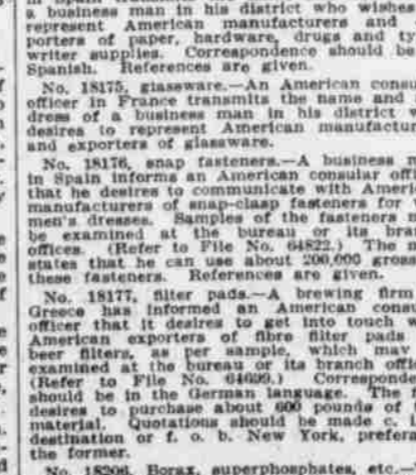 a business man in his district who wishes
represent American manufacturers and
porters of paper, hardware, drugs and ty
writer supplies. Correspondence should be
Spanish. References are given.
No. 18175, glassware.—An American consu
officer in France transmits the name and
dress of a business man in his district w
desires to represent American manufactur
and exporters of glassware.
No. 18176, snap fasteners.—A business m
in Spain informs an American consular offi
that he desires to communicate with Ameri
manufacturers of snap-clasp fasteners for w
men's dresses. Samples of the fasteners m
be examined at the bureau or its bran
offices. (Refer to File No. 64822.) The m
states that he can use about 200,000 gross
these fasteners. References are given.
No. 18177, filter pads.—A brewing firm
Greece has informed an American consu
officer that it desires to get into touch w
American exporters of fibre filter pads
beer filters, as per sample, which may
examined at the bureau or its branch offic
(Refer to File No. 64699.) Corresponde
should be in the German language. The f
desires to purchase about 600 pounds of
material. Quotations should be made c. i.
destination or f. o. b. New York, prefer
the former.
No. 18206, Borax, superphosphates, etc.—